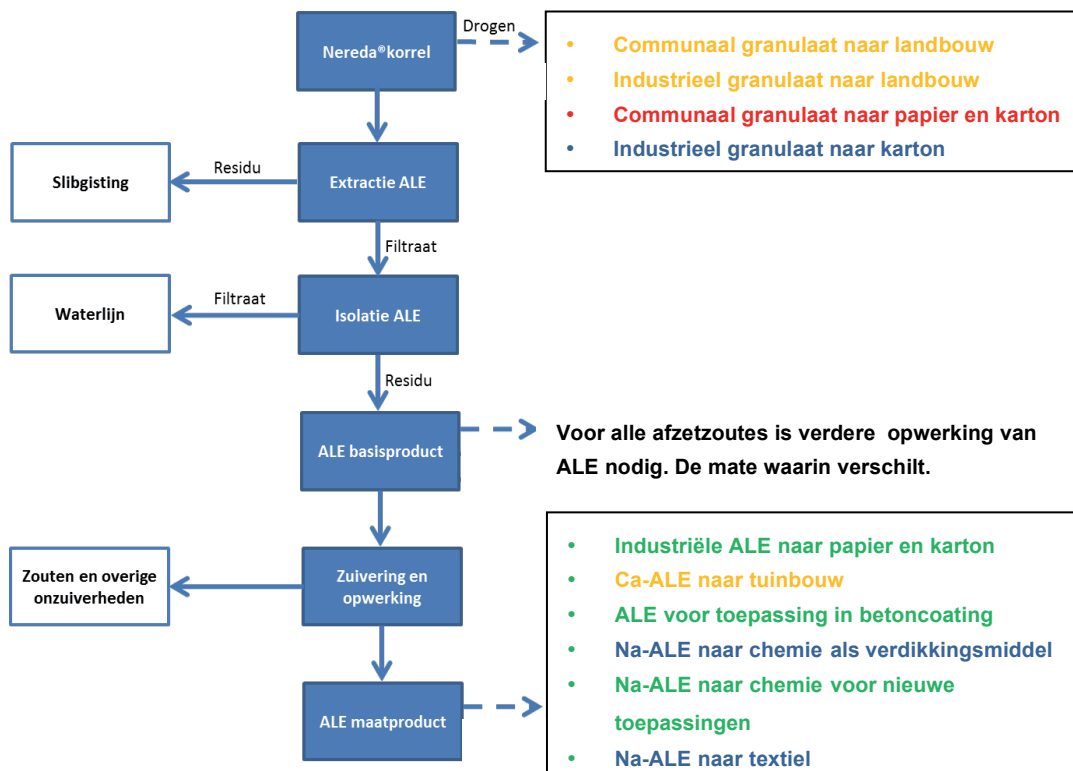 Drogen
Nereda®korrel
• Communaal granulaat naar landbouw
• Industrieel granulaat naar landbouw
• Communaal granulaat naar papier en karton
• Industrieel granulaat naar karton
Residu
Slibgisting
Extractie ALE
Filtraat
Filtraat
Waterlijn
Isolatie ALE
Residu
ALE basisproduct
Voor alle afzetzoutes is verdere opwerking van
ALE nodig. De mate waarin verschilt.
Zouten en overige
onzuiverheden
Zuivering en
opwerking
• Industriële ALE naar papier en karton
• Ca-ALE naar tuinbouw
• ALE voor toepassing in betoncoating
• Na-ALE naar chemie als verdikkingsmiddel
• Na-ALE naar chemie voor nieuwe
toepassingen
• Na-ALE naar textiel
ALE maatproduct